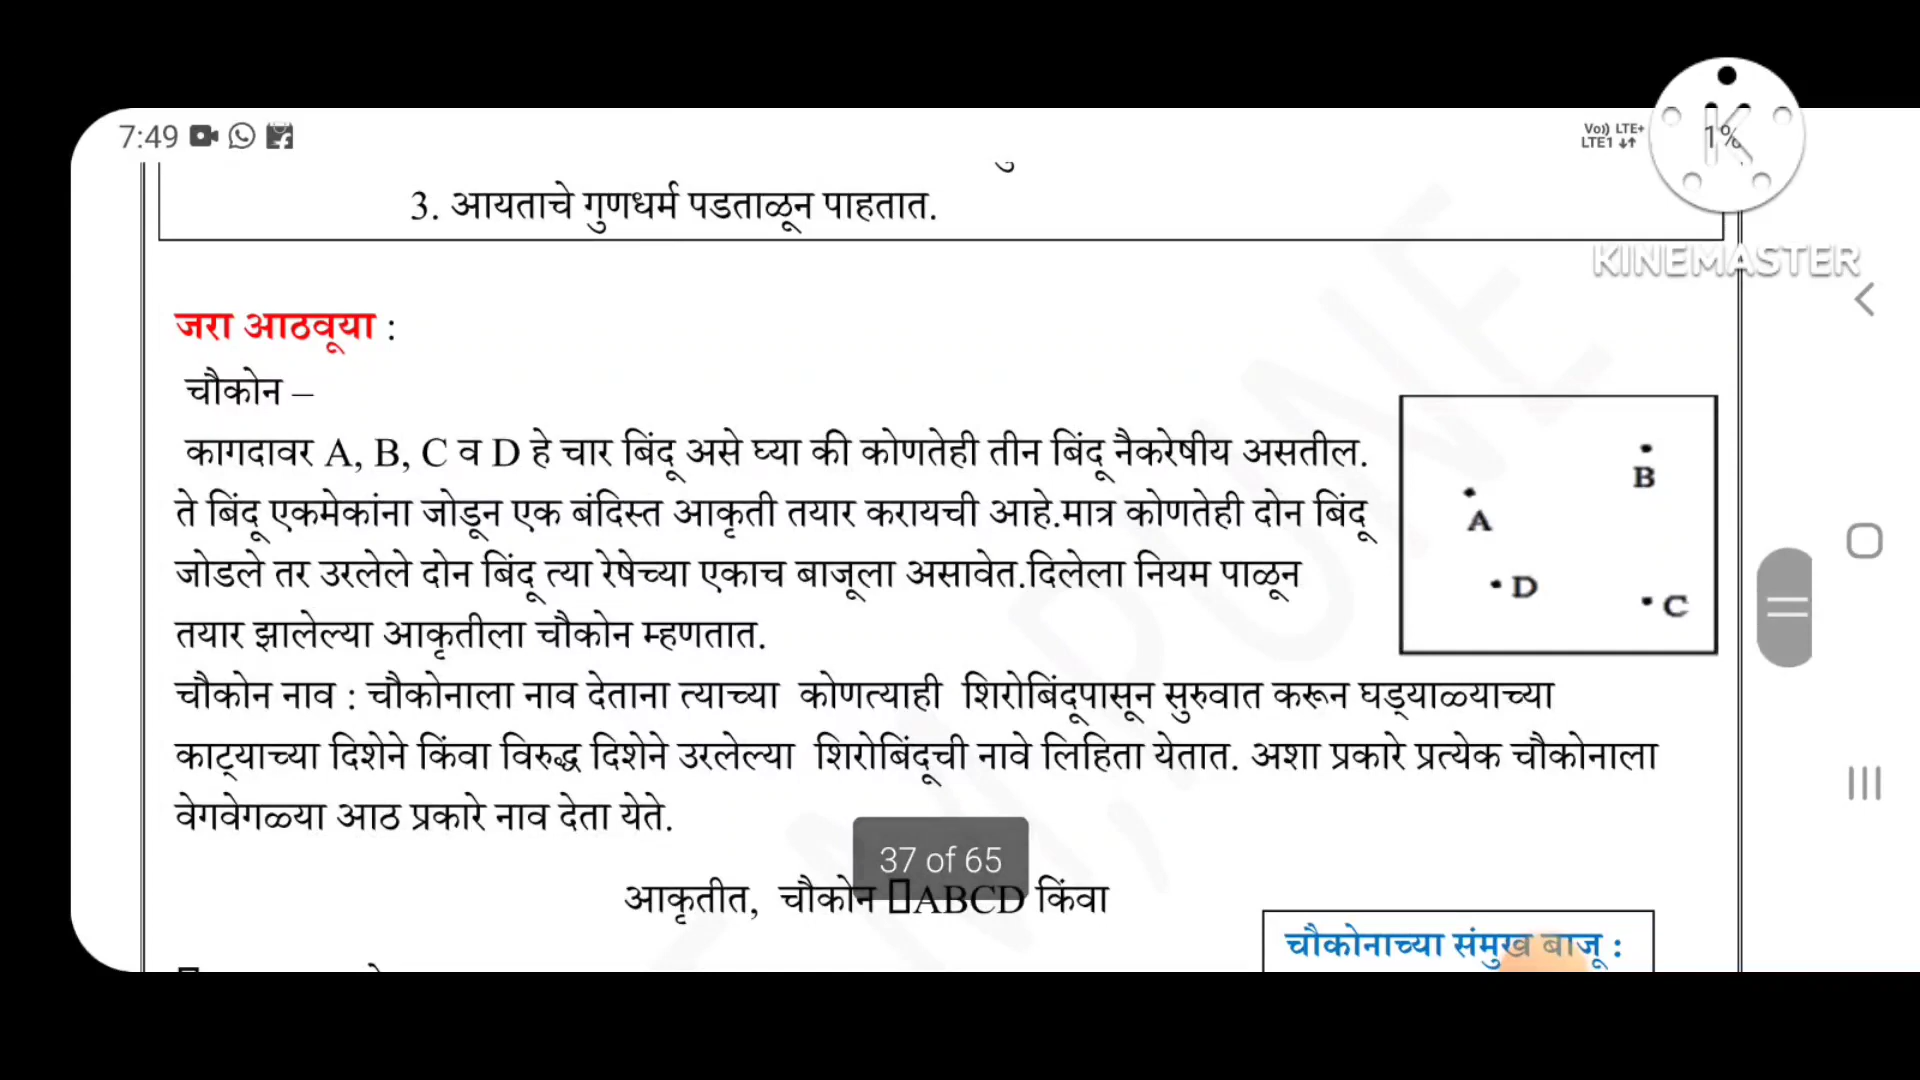 7:49
Vo)) LTE+
LTE1
1%
3. आयताचे गुणधर्म पडताळून पाहतात.
KINEMASTER
जरा आठवूया :
चौकोन –
कागदावर A, B, C व D हे चार बिंदू असे घ्या की कोणतेही तीन बिंदू नैकरेषीय असतील.
ते बिंदू एकमेकांना जोडून एक बंदिस्त आकृती तयार करायची आहे.मात्र कोणतेही दोन बिंदू
जोडले तर उरलेले दोन बिंदू त्या रेषेच्या एकाच बाजूला असावेत.दिलेला नियम पाळून
तयार झालेल्या आकृतीला चौकोन म्हणतात.
B
A
D
C
चौकोन नाव : चौकोनाला नाव देताना त्याच्या कोणत्याही शिरोबिंदूपासून सुरुवात करून घड्याळ्याच्या
काट्याच्या दिशेने किंवा विरुद्ध दिशेने उरलेल्या शिरोबिंदूची नावे लिहिता येतात. अशा प्रकारे प्रत्येक चौकोनाला
वेगवेगळ्या आठ प्रकारे नाव देता येते.
37 of 65
आकृतीत, चौकोन ▯ABCD किंवा
चौकोनाच्या संमुख बाजू :